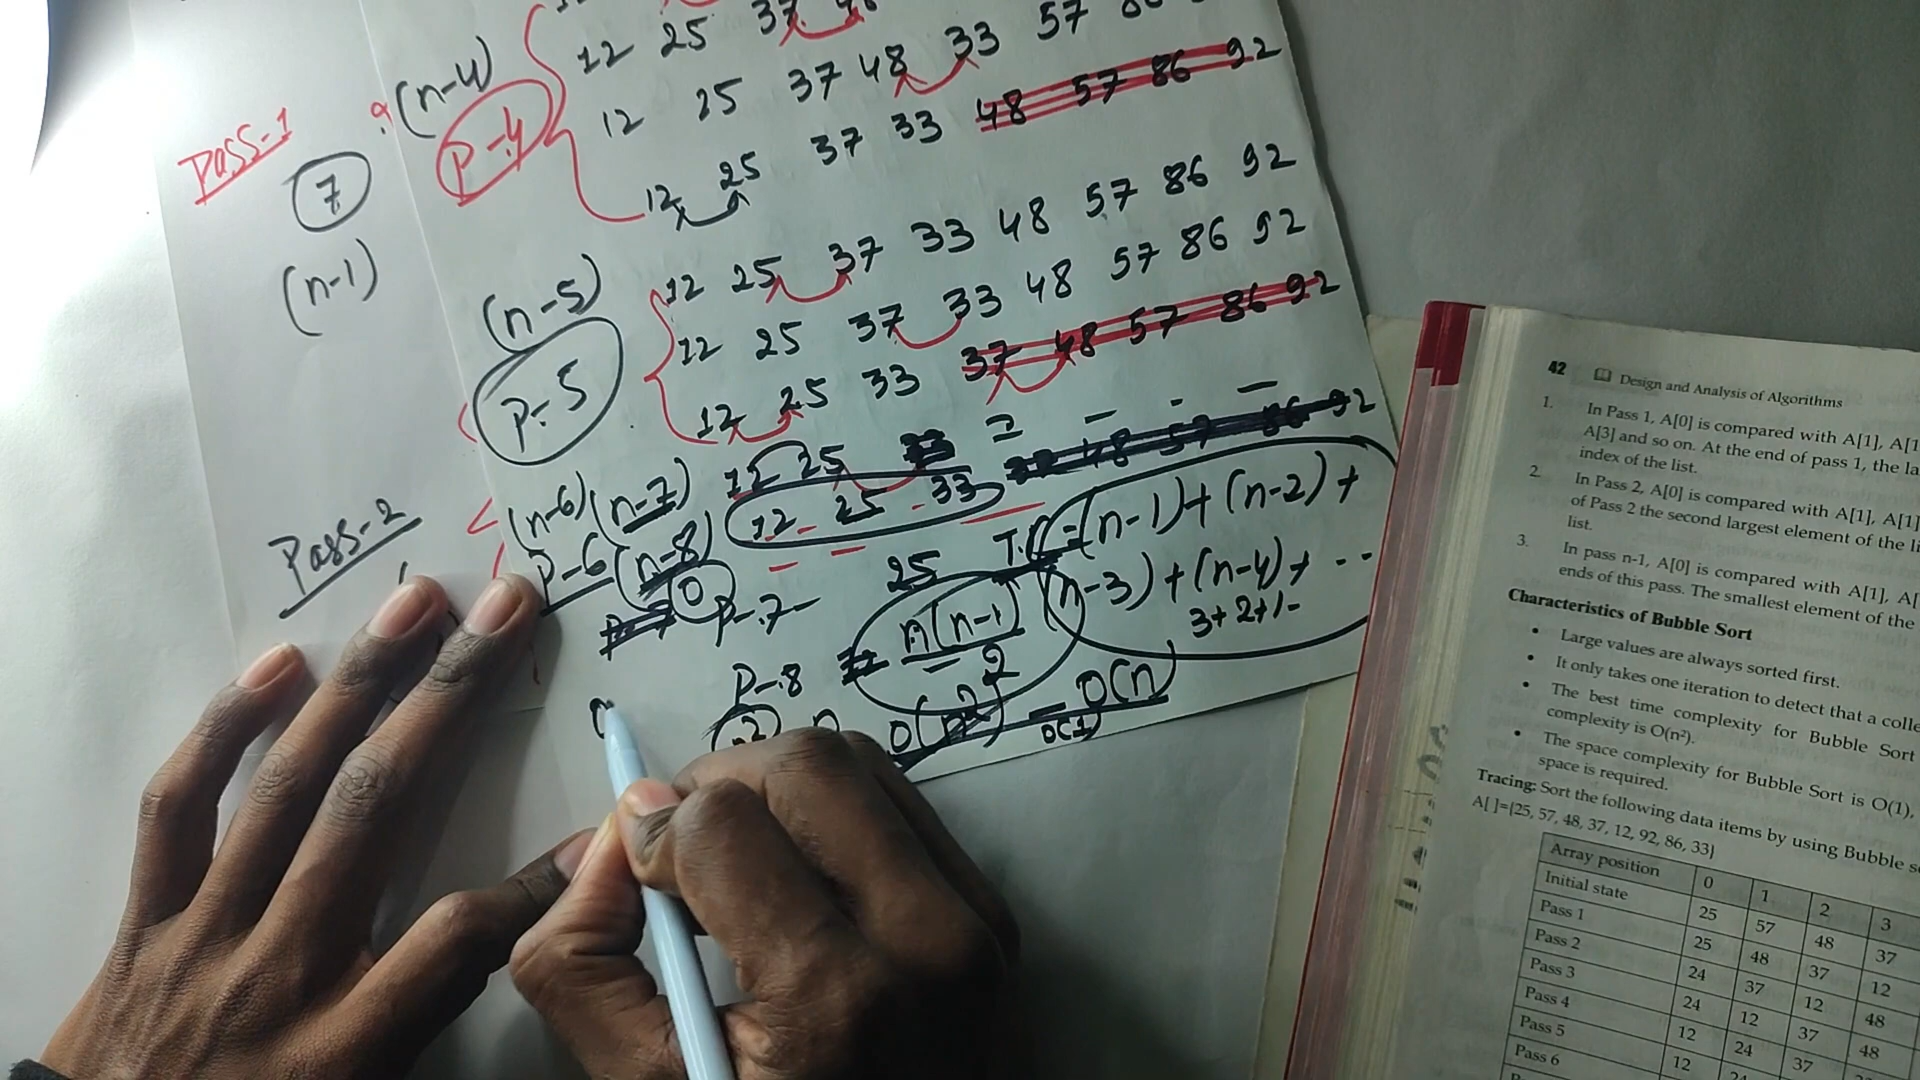 12 25 37 48 33 57
12 25 37 48 33 57 86 92
(n-4)
P-4
12 25 37 33 48 57 86 92
Pass-1
7
(n-1)
(n-5)
P-5
12 25 37 33 48 57 86 92
12 25 37 33 48 57 86 92
12 25 33 37 48 57 86 92
12 25 33 37 48 57 86 92
(n-6) (n-7)
12 25 33
Pass-2
P-6 (n-8)
0
P-7
P-7-
25
T.C = (n-1) + (n-2) +
(n-3) + (n-4) + ...
3+2+1-
n(n-1)
2
P-8
O(n²) - O(n)
O(1)
42 Design and Analysis of Algorithms
1. In Pass 1, A[0] is compared with A[1], A[1
A[3] and so on. At the end of pass 1, the la
index of the list.
2. In Pass 2, A[0] is compared with A[1], A[1]
of Pass 2 the second largest element of the li
list.
3. In pass n-1, A[0] is compared with A[1], A[
ends of this pass. The smallest element of the
Characteristics of Bubble Sort
• Large values are always sorted first.
• It only takes one iteration to detect that a colle
• The best time complexity for Bubble Sort
complexity is O(n²).
• The space complexity for Bubble Sort is O(1),
space is required.
Tracing: Sort the following data items by using Bubble s
A[ ]={25, 57, 48, 37, 12, 92, 86, 33}
Array position 0 1 2 3
Initial state 25 57 48 37
Pass 1 25 48 37 12
Pass 2 24 37 12 48
Pass 3 24 12 37 48
Pass 4 12 24 37
Pass 5 12 24
Pass 6